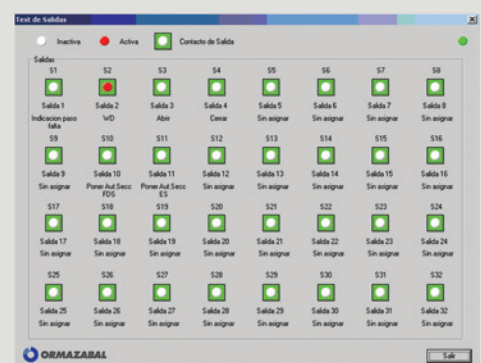 Test de Salidas
Inactiva Activa Contacto de Salida
Salidas
S1 S2 S3 S4 S5 S6 S7 S8
Salida 1 Salida 2 Salida 3 Salida 4 Salida 5 Salida 6 Salida 7 Salida 8
Indicacion paso falta WD Abrir Cerrar Sin asignar Sin asignar Sin asignar Sin asignar
S9 S10 S11 S12 S13 S14 S15 S16
Salida 9 Salida 10 Salida 11 Salida 12 Salida 13 Salida 14 Salida 15 Salida 16
Sin asignar Poner Aut.Secc FDS Poner Aut.Secc ES Sin asignar Sin asignar Sin asignar Sin asignar Sin asignar
S17 S18 S19 S20 S21 S22 S23 S24
Salida 17 Salida 18 Salida 19 Salida 20 Salida 21 Salida 22 Salida 23 Salida 24
Sin asignar Sin asignar Sin asignar Sin asignar Sin asignar Sin asignar Sin asignar Sin asignar
S25 S26 S27 S28 S29 S30 S31 S32
Salida 25 Salida 26 Salida 27 Salida 28 Salida 29 Salida 30 Salida 31 Salida 32
Sin asignar Sin asignar Sin asignar Sin asignar Sin asignar Sin asignar Sin asignar Sin asignar
ORMAZABAL Salir